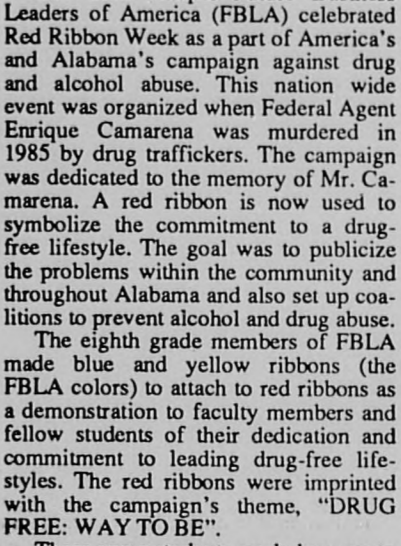 Leaders of America (FBLA) celebrated
Red Ribbon Week as a part of America's
and Alabama's campaign against drug
and alcohol abuse. This nation wide
event was organized when Federal Agent
Enrique Camarena was murdered in
1985 by drug traffickers. The campaign
was dedicated to the memory of Mr. Ca-
marena. A red ribbon is now used to
symbolize the commitment to a drug-
free lifestyle. The goal was to publicize
the problems within the community and
throughout Alabama and also set up coa-
litions to prevent alcohol and drug abuse.
The eighth grade members of FBLA
made blue and yellow ribbons (the
FBLA colors) to attach to red ribbons as
a demonstration to faculty members and
fellow students of their dedication and
commitment to leading drug-free life-
styles. The red ribbons were imprinted
with the campaign's theme, "DRUG
FREE: WAY TO BE".